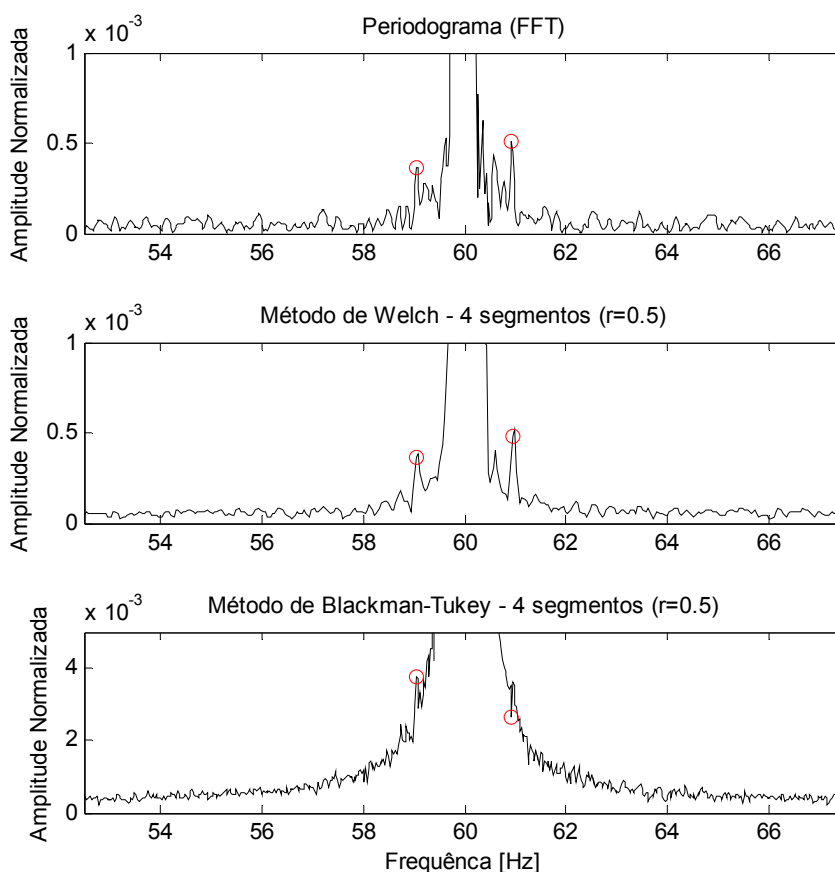 Periodograma (FFT)
x 10⁻³
Amplitude Normalizada
1
0.5
0
54 56 58 60 62 64 66
Método de Welch - 4 segmentos (r=0.5)
x 10⁻³
Amplitude Normalizada
1
0.5
0
54 56 58 60 62 64 66
Método de Blackman-Tukey - 4 segmentos (r=0.5)
x 10⁻³
Amplitude Normalizada
4
2
0
54 56 58 60 62 64 66
Frequênca [Hz]